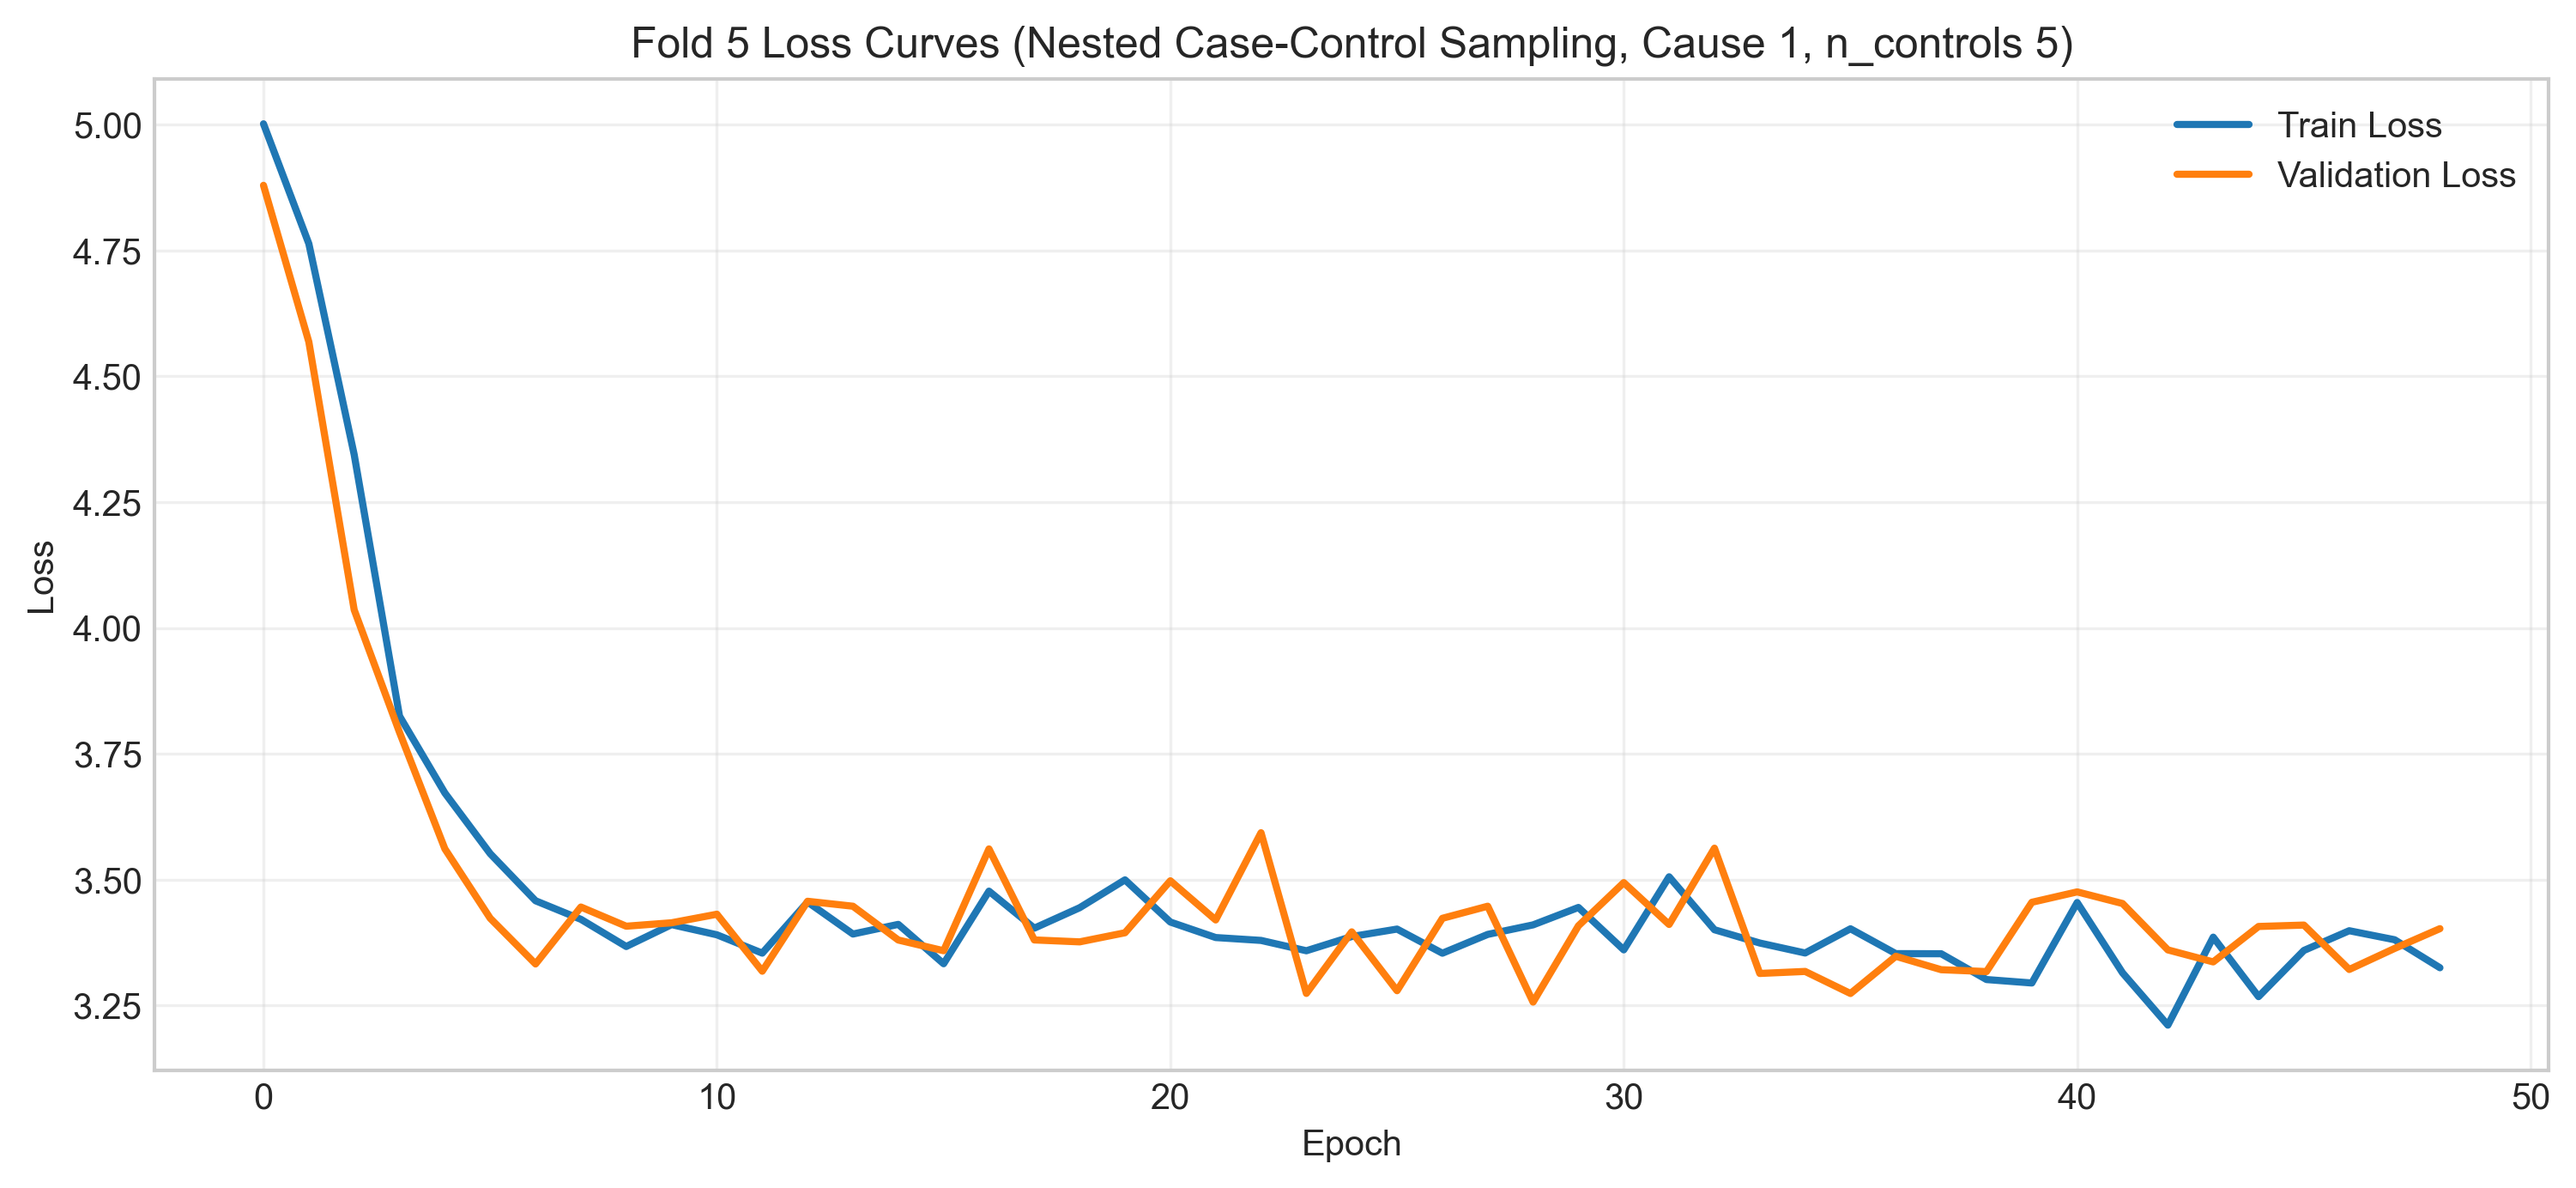 Fold 5 Loss Curves (Nested Case-Control Sampling, Cause 1, n_controls 5)
Train Loss
Validation Loss
5.00
4.75
4.50
4.25
4.00
3.75
3.50
3.25
Loss
0 10 20 30 40 50
Epoch